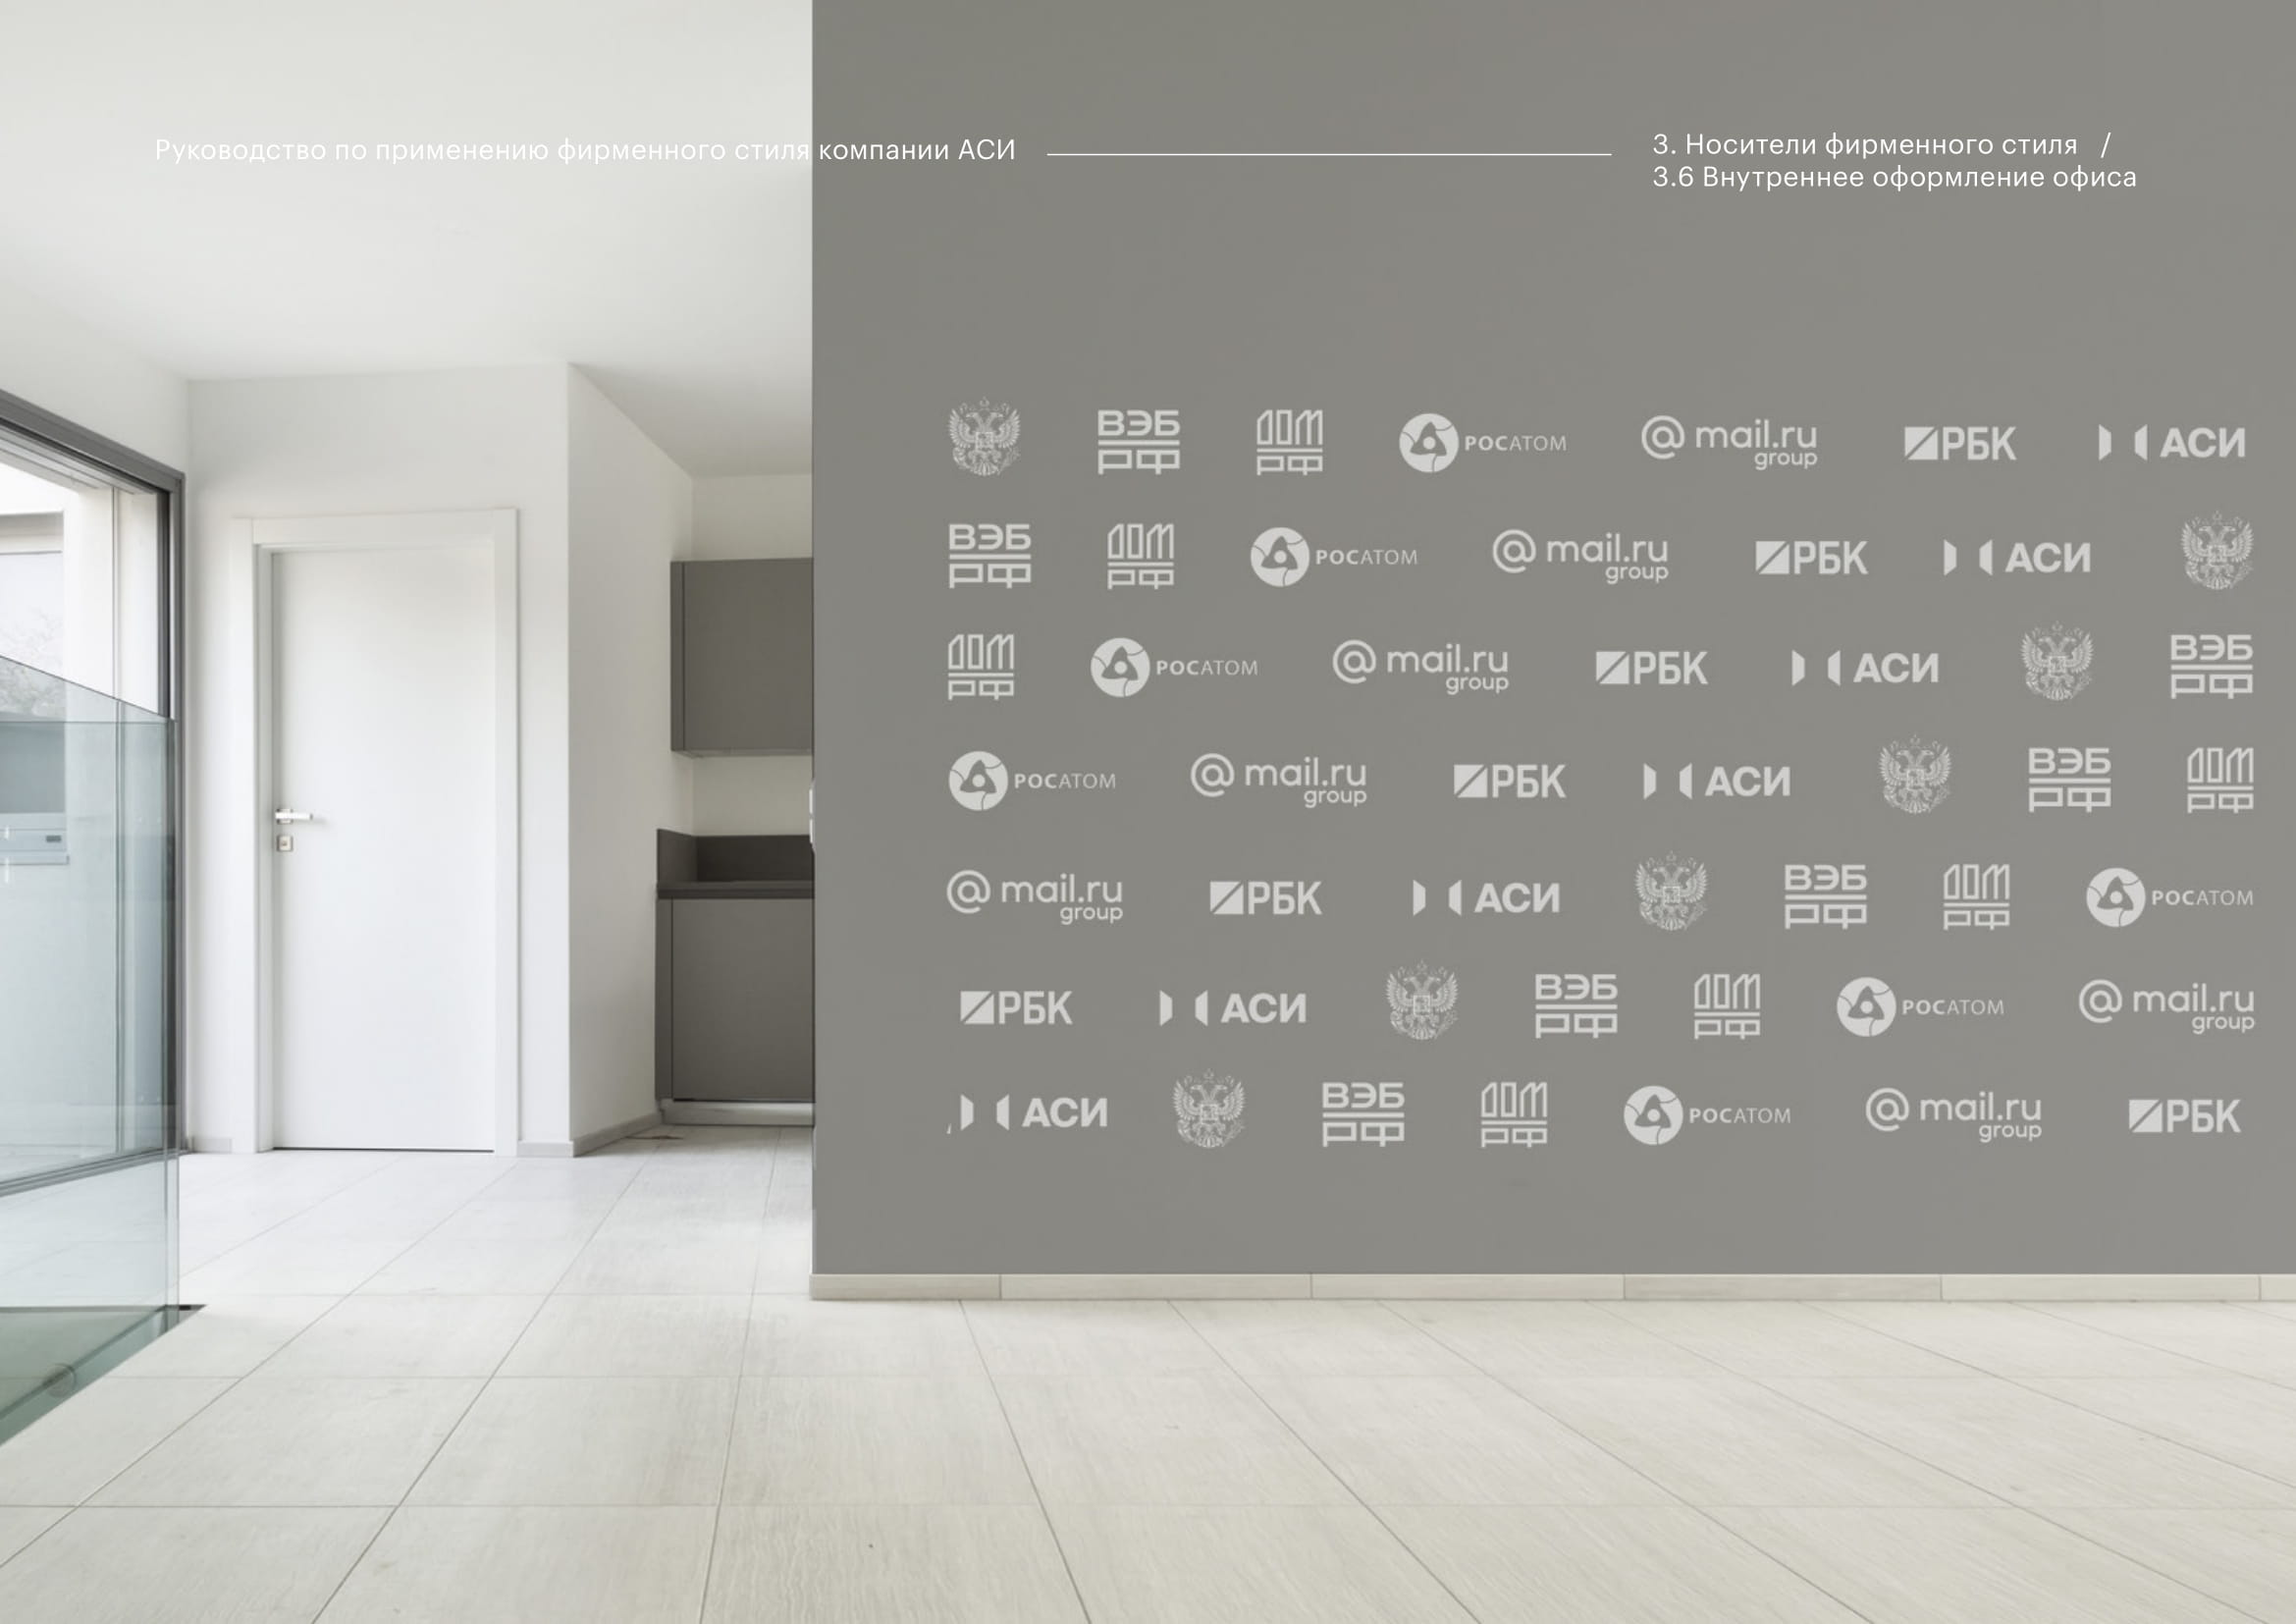 Руководство по применению фирменного стиля компании АСИ
3. Носители фирменного стиля /
3.6 Внутреннее оформление офиса
ВЭБ РФ ДОМ РФ РОСАТОМ @mail.ru group РБК АСИ
ВЭБ РФ ДОМ РФ РОСАТОМ @mail.ru group РБК АСИ
ДОМ РФ РОСАТОМ @mail.ru group РБК АСИ ВЭБ РФ
РОСАТОМ @mail.ru group РБК АСИ ВЭБ РФ ДОМ РФ
@mail.ru group РБК АСИ ВЭБ РФ ДОМ РФ РОСАТОМ
РБК АСИ ВЭБ РФ ДОМ РФ РОСАТОМ @mail.ru group
АСИ ВЭБ РФ ДОМ РФ РОСАТОМ @mail.ru group РБК